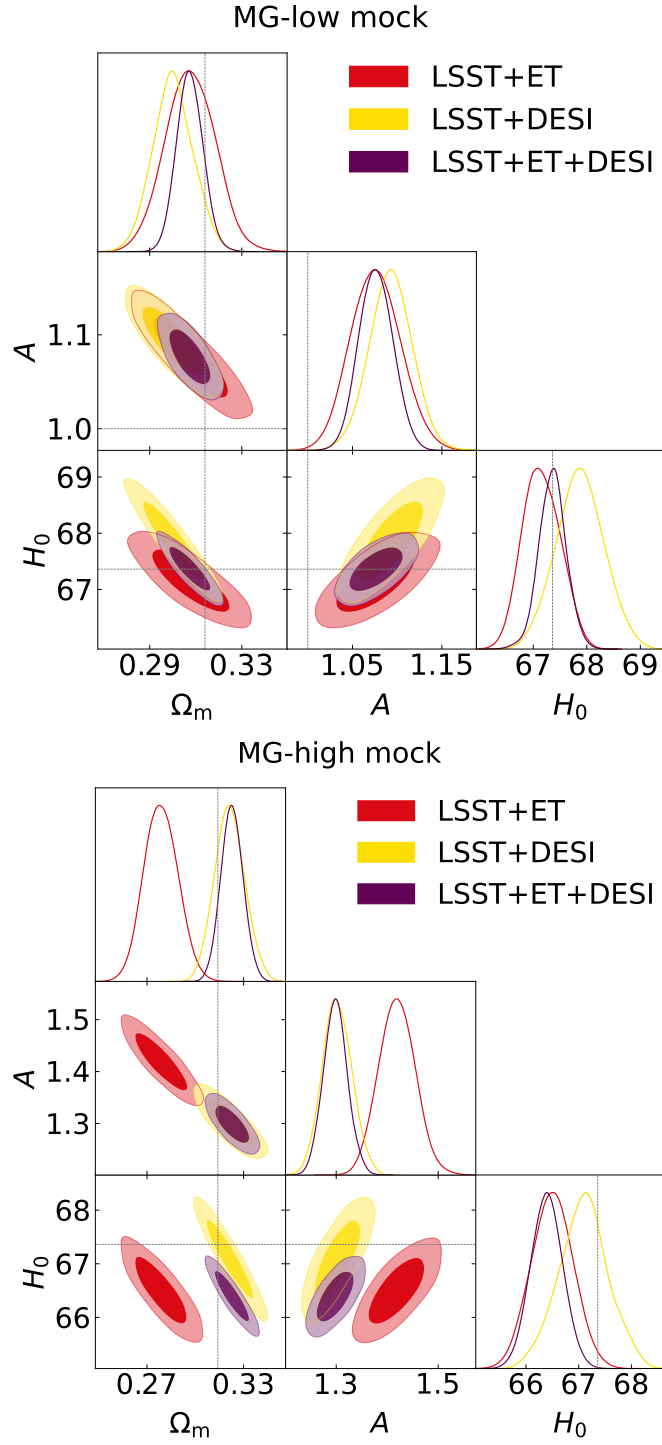 MG-low mock
LSST+ET
LSST+DESI
LSST+ET+DESI
A
1.1
1.0
H₀
69
68
67
0.29 0.33 1.05 1.15 67 68 69
Ωₘ A H₀
MG-high mock
LSST+ET
LSST+DESI
LSST+ET+DESI
A
1.5
1.4
1.3
H₀
68
67
66
0.27 0.33 1.3 1.5 66 67 68
Ωₘ A H₀